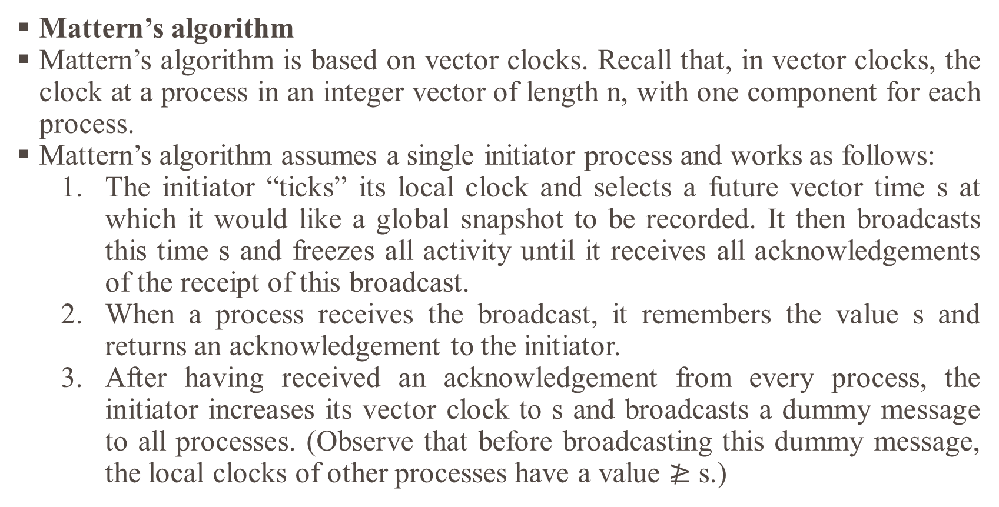 ▪ Mattern’s algorithm
▪ Mattern’s algorithm is based on vector clocks. Recall that, in vector clocks, the
clock at a process in an integer vector of length n, with one component for each
process.
▪ Mattern’s algorithm assumes a single initiator process and works as follows:
1. The initiator “ticks” its local clock and selects a future vector time s at
which it would like a global snapshot to be recorded. It then broadcasts
this time s and freezes all activity until it receives all acknowledgements
of the receipt of this broadcast.
2. When a process receives the broadcast, it remembers the value s and
returns an acknowledgement to the initiator.
3. After having received an acknowledgement from every process, the
initiator increases its vector clock to s and broadcasts a dummy message
to all processes. (Observe that before broadcasting this dummy message,
the local clocks of other processes have a value ≱ s.)